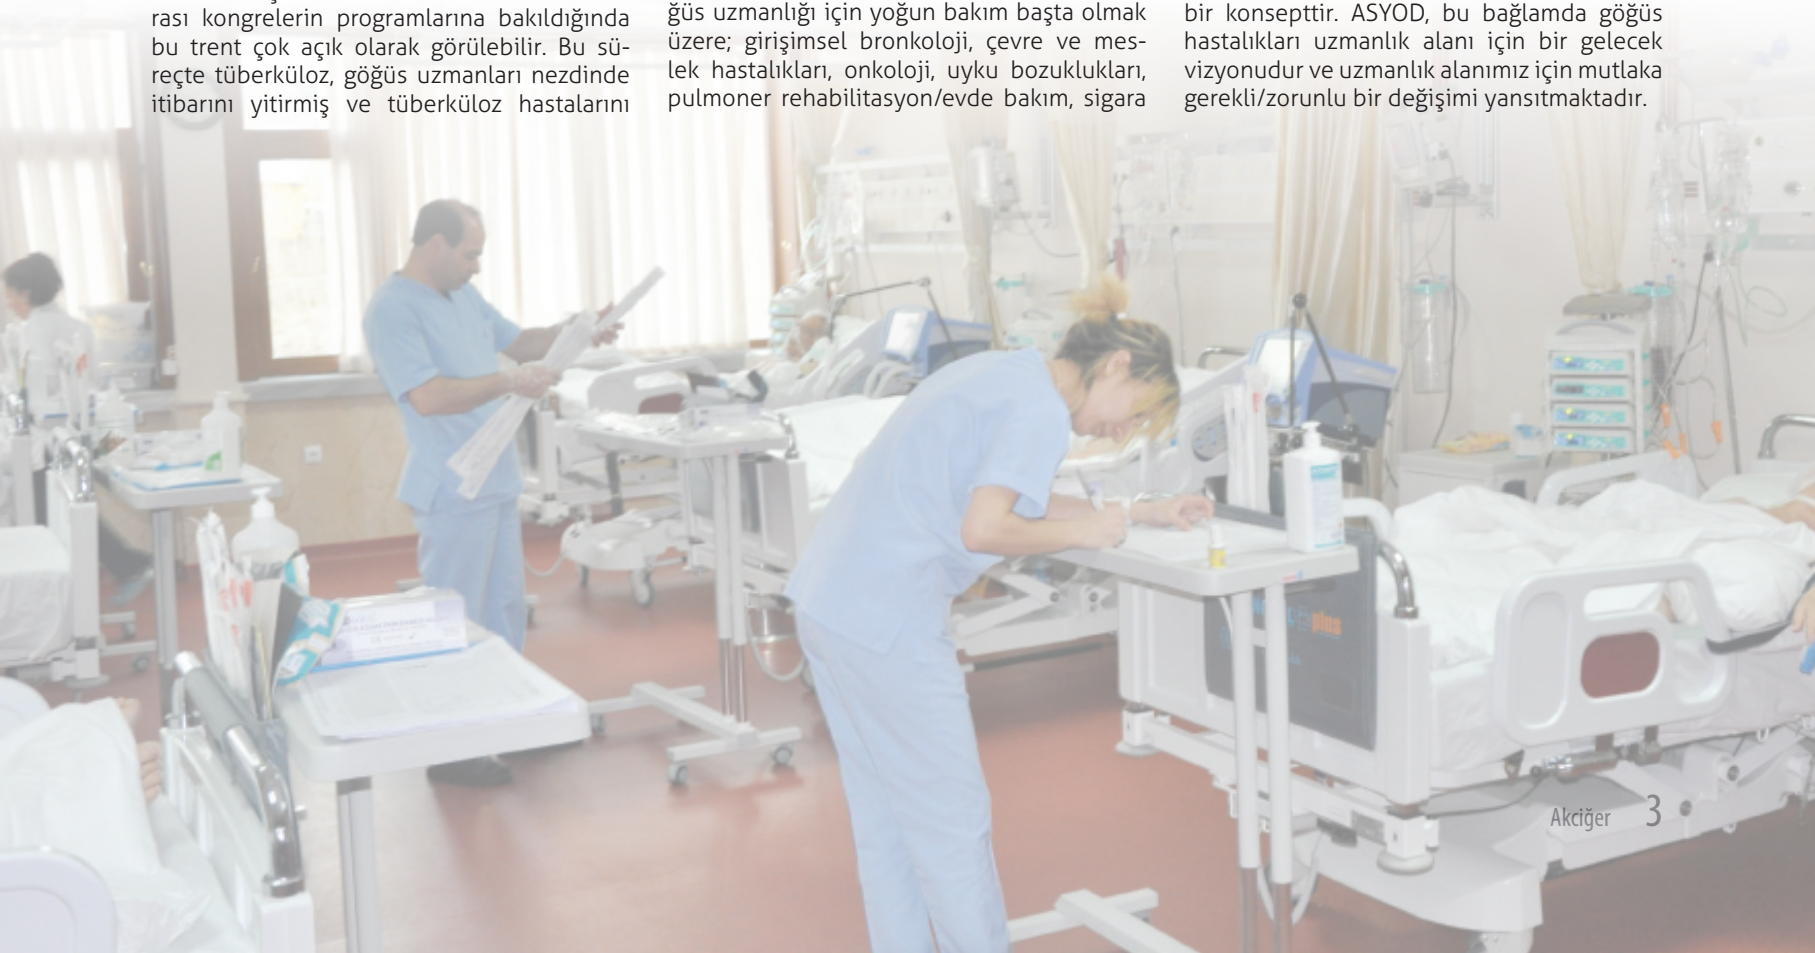 rası kongrelerin programlarına bakıldığında
bu trent çok açık olarak görülebilir. Bu sü-
reçte tüberküloz, göğüs uzmanları nezdinde
itibarını yitirmiş ve tüberküloz hastalarını
ğüs uzmanlığı için yoğun bakım başta olmak
üzere; girişimsel bronkoloji, çevre ve mes-
lek hastalıkları, onkoloji, uyku bozuklukları,
pulmoner rehabilitasyon/evde bakım, sigara
bir konsepttir. ASYOD, bu bağlamda göğüs
hastalıkları uzmanlık alanı için bir gelecek
vizyonudur ve uzmanlık alanımız için mutlaka
gerekli/zorunlu bir değişimi yansıtmaktadır.
plus
Akciğer 3